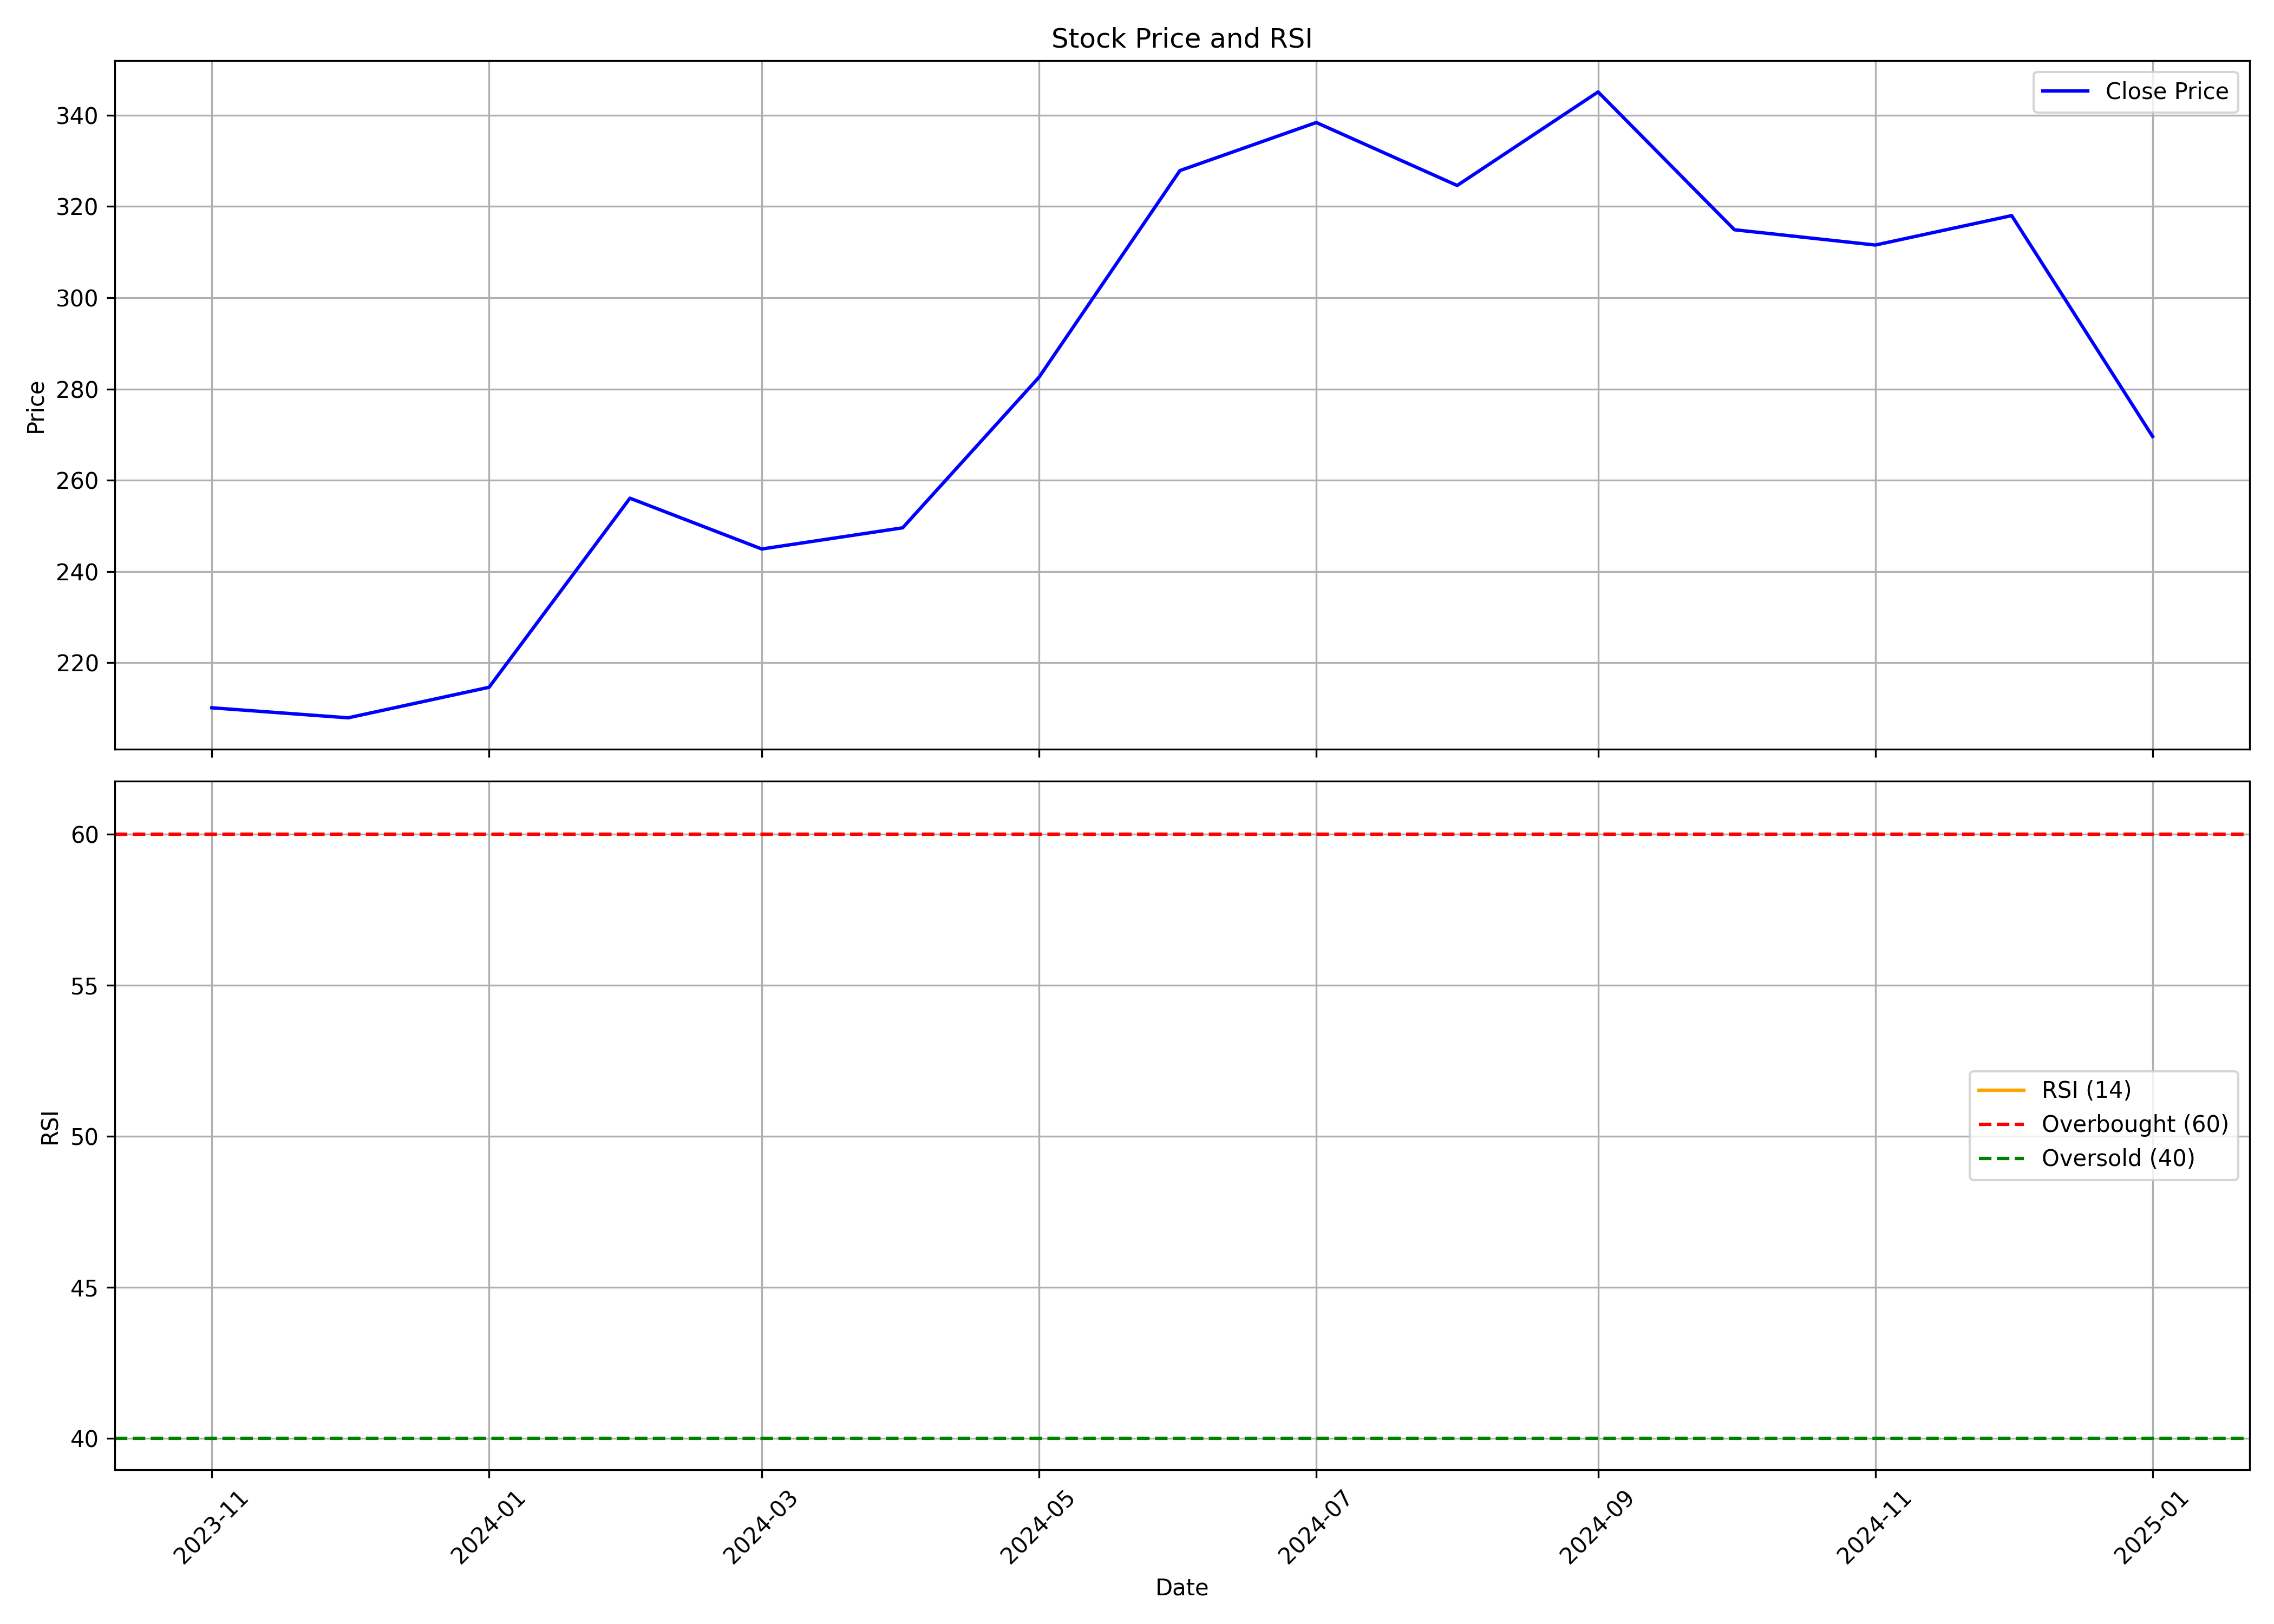 Stock Price and RSI
Close Price
340
320
300
280
260
240
220
Price
60
55
50
45
40
RSI
RSI (14)
Overbought (60)
Oversold (40)
2023-11
2024-01
2024-03
2024-05
2024-07
2024-09
2024-11
2025-01
Date